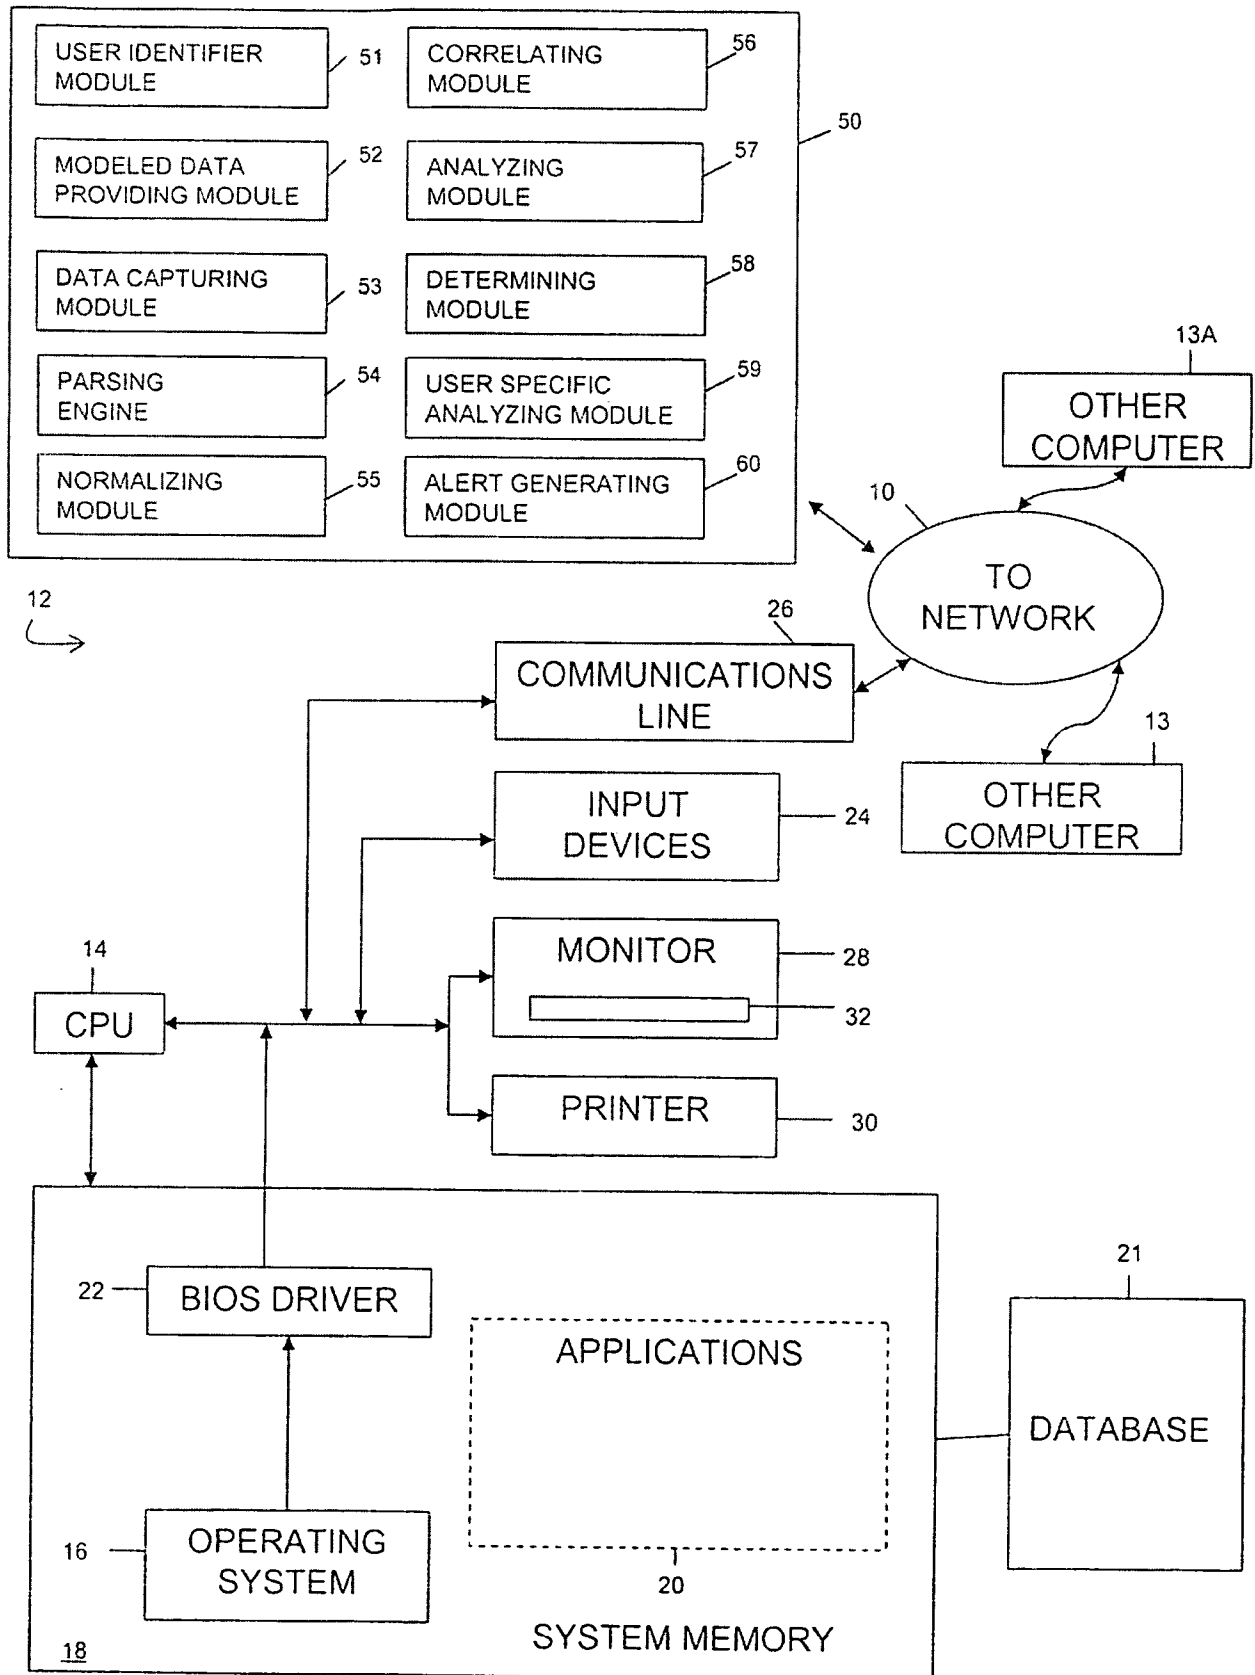 USER IDENTIFIER
MODULE
51
CORRELATING
MODULE
56
50
MODELED DATA
PROVIDING MODULE
52
ANALYZING
MODULE
57
DATA CAPTURING
MODULE
53
DETERMINING
MODULE
58
PARSING
ENGINE
54
USER SPECIFIC
ANALYZING MODULE
59
NORMALIZING
MODULE
55
ALERT GENERATING
MODULE
60
13A
OTHER
COMPUTER
10
TO
NETWORK
12
26
COMMUNICATIONS
LINE
13
OTHER
COMPUTER
INPUT
DEVICES
24
MONITOR
28
32
14
CPU
PRINTER
30
22
BIOS DRIVER
APPLICATIONS
20
21
DATABASE
16
OPERATING
SYSTEM
SYSTEM MEMORY
18